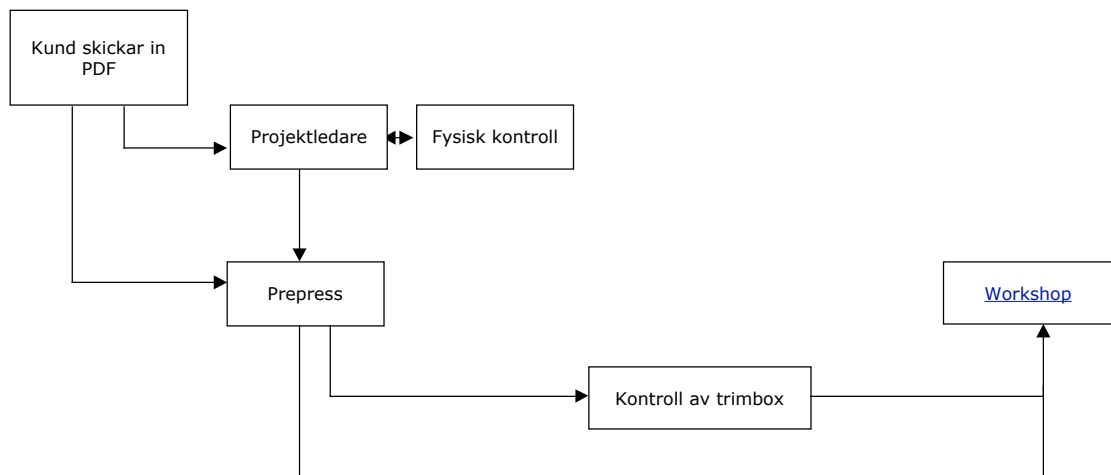 Kund skickar in
PDF
Projektledare
Fysisk kontroll
Prepress
Workshop
Kontroll av trimbox